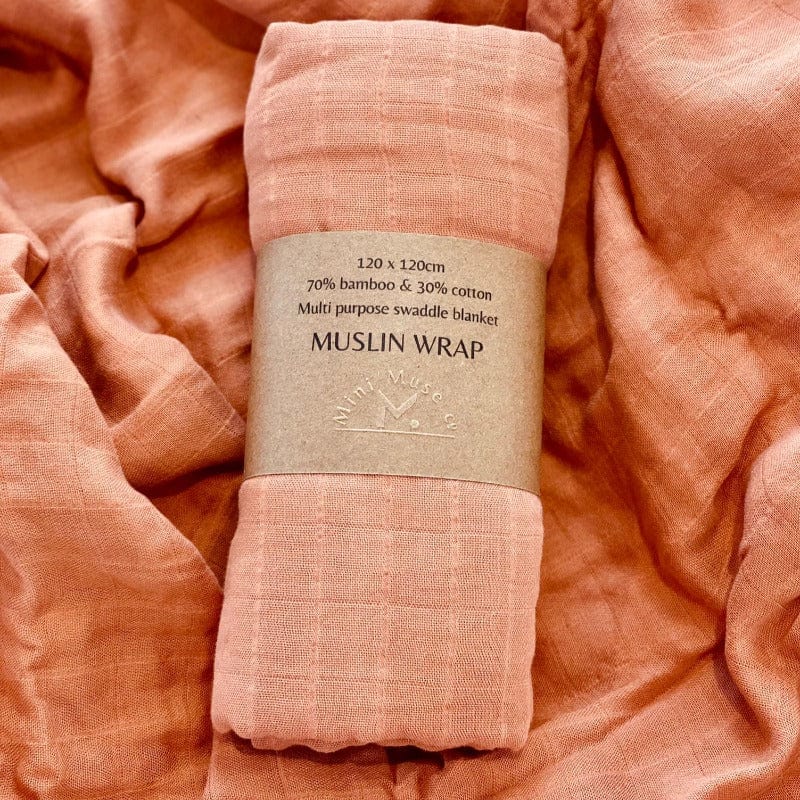 120 x 120cm
70% bamboo & 30% cotton
Multi purpose swaddle blanket
MUSLIN WRAP
Mini Muse Co
M.